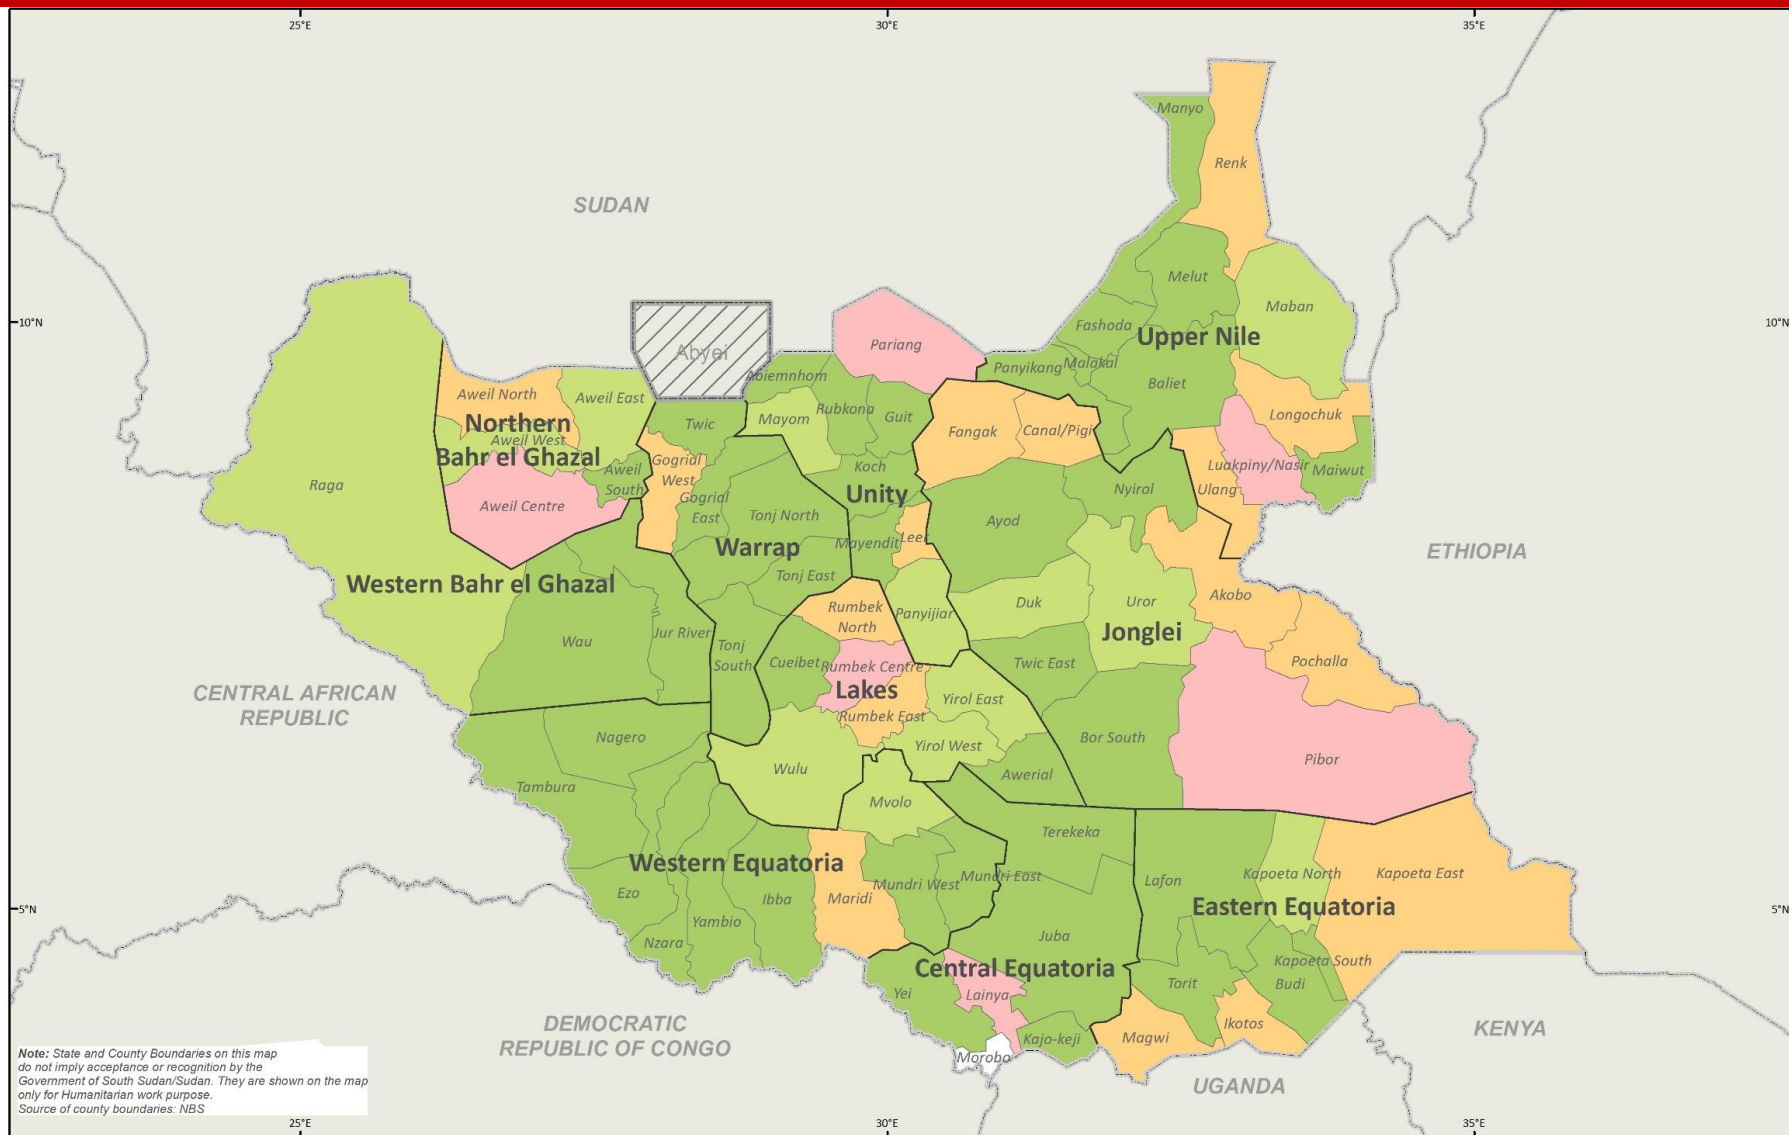 25°E
30°E
35°E
Manyo
Renk
SUDAN
Melut
Maban
10°N
10°N
Fashoda
Upper Nile
Pariang
Abyei
Malakal
Panyikang
Abiemnhom
Baliet
Aweil North
Aweil East
Rubkona
Longochuk
Mayom
Guit
Northern
Twic
Fangak
Canal/Pigi
Aweil West
Bahr el Ghazal
Gogrial
West
Koch
Luakpiny/Nasir
Maiwut
Aweil
South
Raga
Nyirol
Ulang
Unity
Gogrial
East
Aweil Centre
Tonj North
Ayod
Leer
Mayendit
Warrap
ETHIOPIA
Tonj East
Western Bahr el Ghazal
Akobo
Rumbek
North
Panyijiar
Duk
Uror
Jonglei
Wau
Jur River
Tonj
South
Cueibet
Rumbek Centre
Twic East
Pochalla
CENTRAL AFRICAN
REPUBLIC
Lakes
Yirol East
Rumbek East
Nagero
Bor South
Yirol West
Pibor
Wulu
Awerial
Tambura
Mvolo
Terekeka
Western Equatoria
Kapoeta North
Kapoeta East
Mundri East
Lafon
Mundri West
Ezo
Ibba
Maridi
Eastern Equatoria
5°N
5°N
Yambio
Juba
Nzara
Kapoeta South
Central Equatoria
Torit
Budi
Yei
Lainya
DEMOCRATIC
REPUBLIC OF CONGO
Ikotos
KENYA
Kajo-keji
Magwi
Morobo
UGANDA
Note: State and County Boundaries on this map
do not imply acceptance or recognition by the
Government of South Sudan/Sudan. They are shown on the map
only for Humanitarian work purpose.
Source of county boundaries: NBS
25°E
30°E
35°E